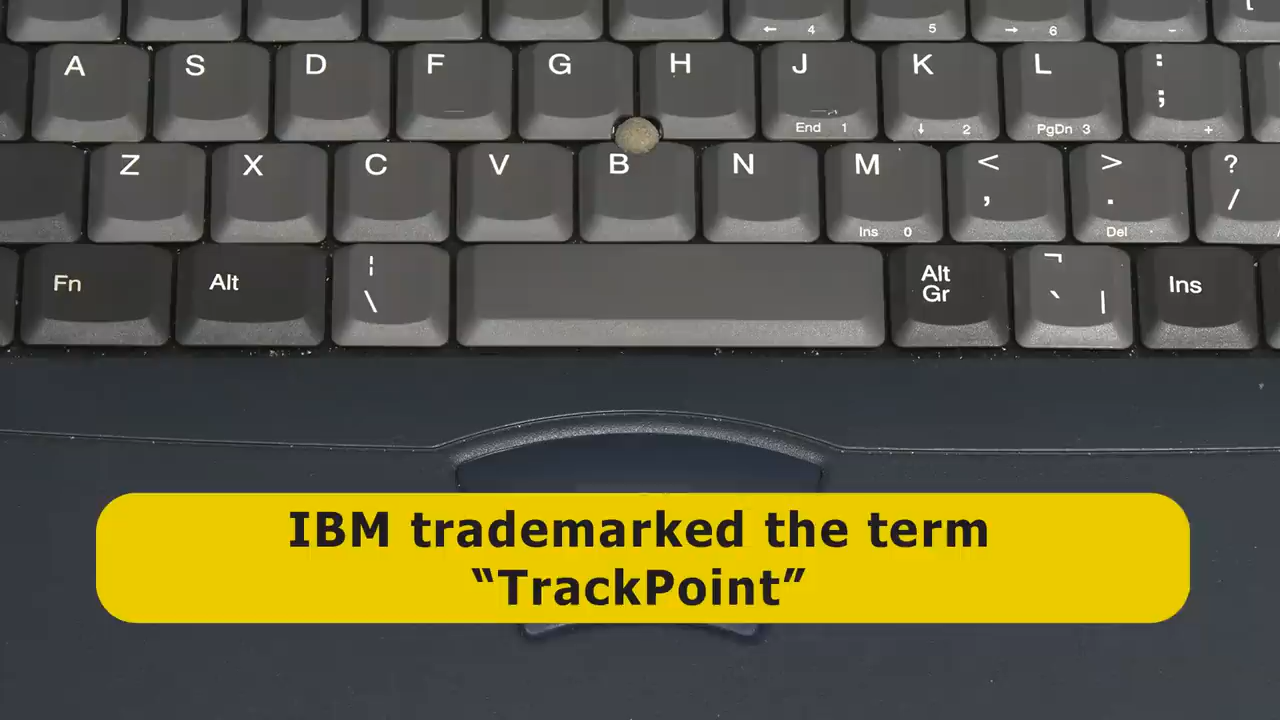 [
← 4 5 → 6 -
A S D F G H J K L : ;
End 1 ↓ 2 PgDn 3 +
Z X C V B N M < , > . ? /
Ins 0 Del
Fn Alt ¦ \ Alt Gr ¬ ` | Ins
IBM trademarked the term
“TrackPoint”